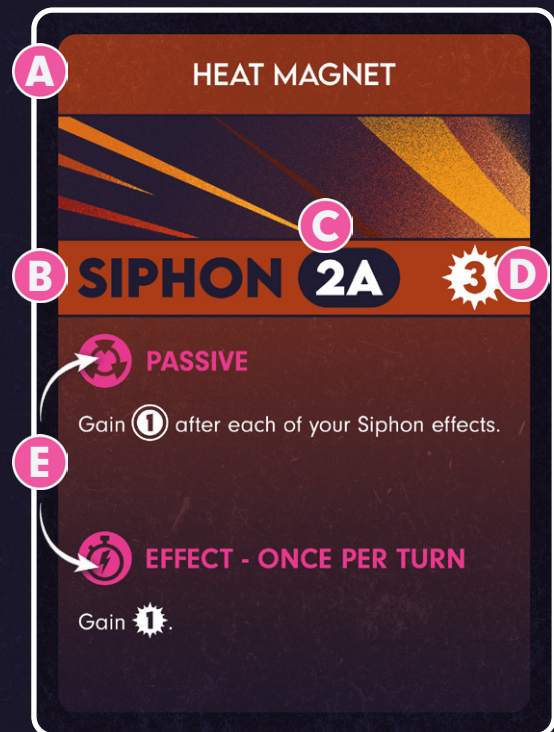 A
HEAT MAGNET
C
B
SIPHON 2A 3 D
PASSIVE
Gain 1 after each of your Siphon effects.
E
EFFECT - ONCE PER TURN
Gain 1.